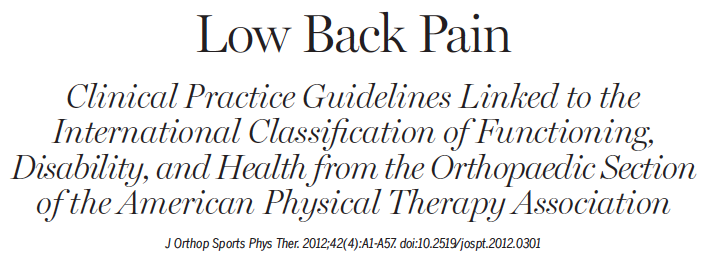 Low Back Pain
Clinical Practice Guidelines Linked to the
International Classification of Functioning,
Disability, and Health from the Orthopaedic Section
of the American Physical Therapy Association
J Orthop Sports Phys Ther. 2012;42(4):A1-A57. doi:10.2519/jospt.2012.0301